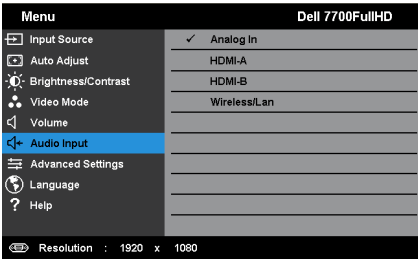 Menu Dell 7700FullHD
Input Source ✓ Analog In
Auto Adjust HDMI-A
Brightness/Contrast HDMI-B
Video Mode Wireless/Lan
Volume
Audio Input
Advanced Settings
Language
? Help
Resolution : 1920 x 1080